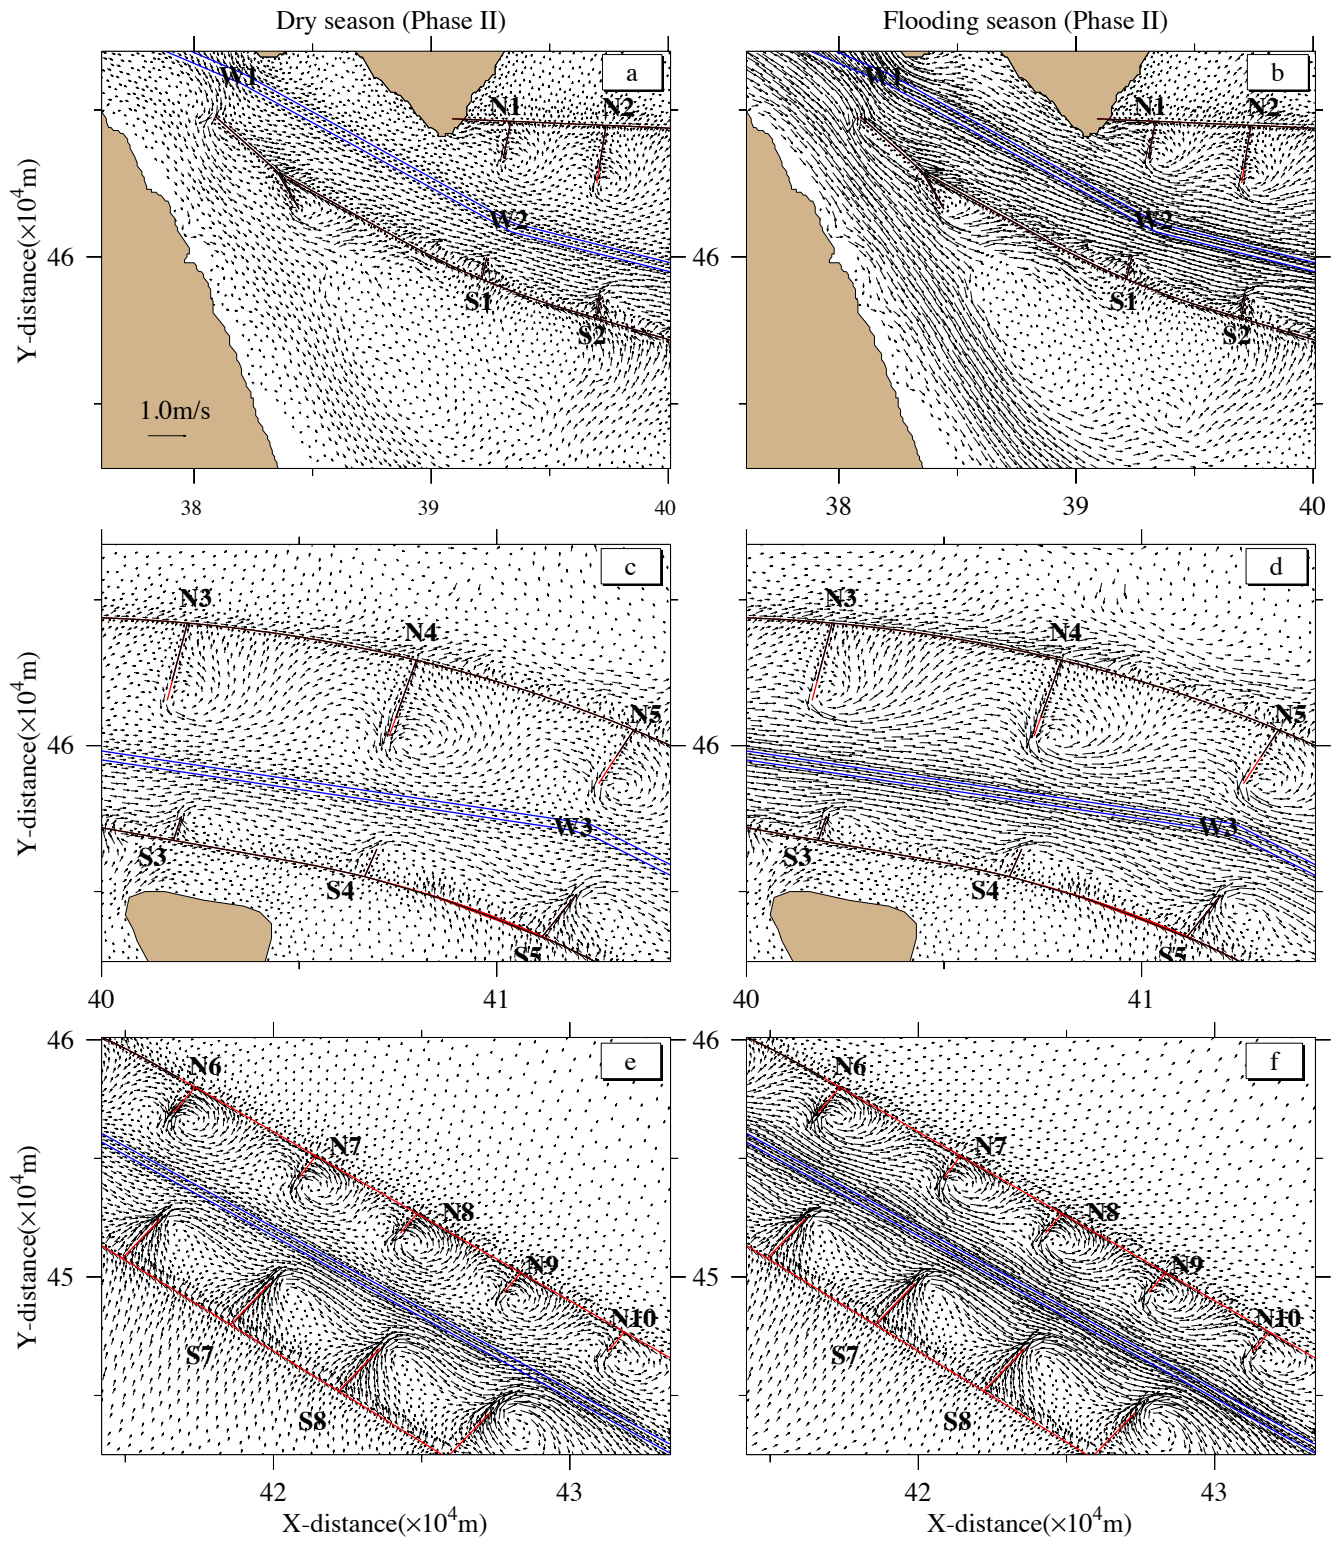 Dry season (Phase II)
Flooding season (Phase II)
a
W1
N1
N2
W2
S1
S2
1.0m/s
46
Y-distance(×10⁴m)
38
39
40
b
W1
N1
N2
W2
S1
S2
46
38
39
40
c
N3
N4
N5
W3
S3
S4
S5
46
Y-distance(×10⁴m)
40
41
d
N3
N4
N5
W3
S3
S4
S5
46
40
41
e
N6
N7
N8
N9
N10
S7
S8
46
45
Y-distance(×10⁴m)
42
43
X-distance(×10⁴m)
f
N6
N7
N8
N9
N10
S7
S8
46
45
42
43
X-distance(×10⁴m)